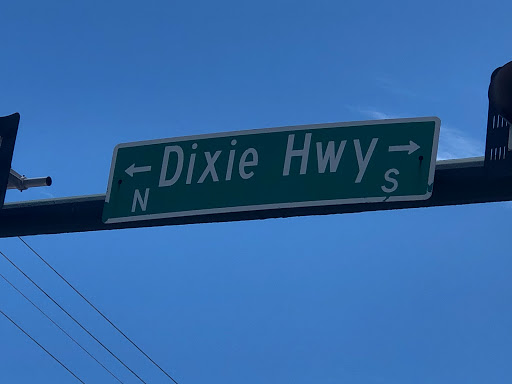 ← Dixie Hwy →
N S